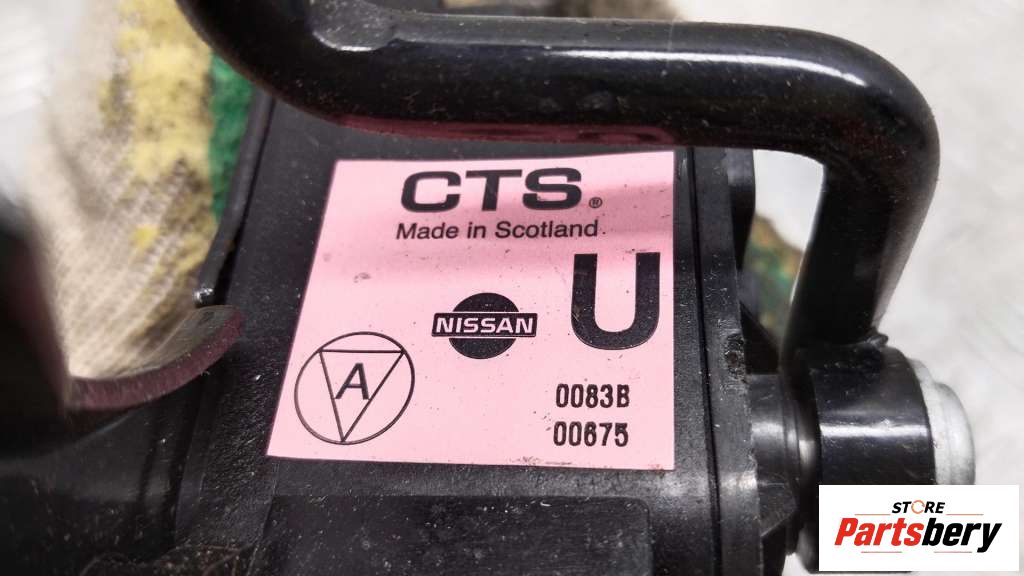 CTS®
Made in Scotland
U
NISSAN
A
0083B
00675
STORE
Partsbery